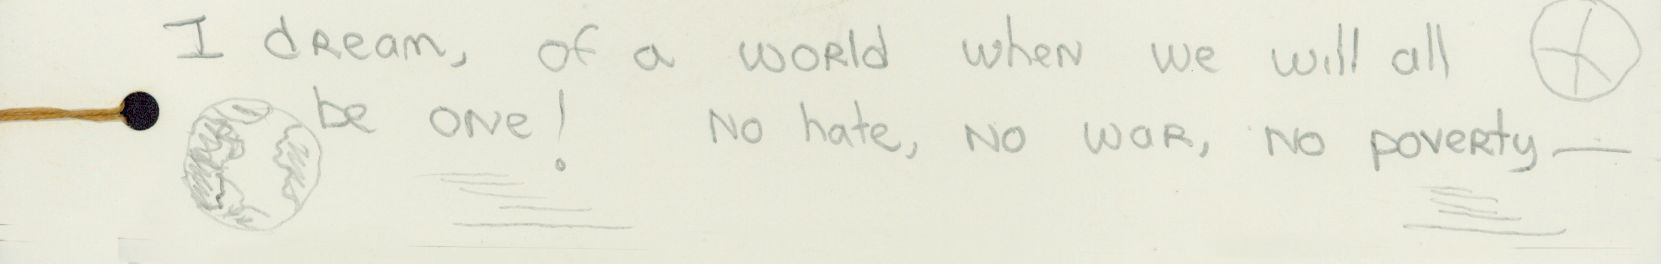 I dream, of a world when we will all
be one! No hate, no war, no poverty—